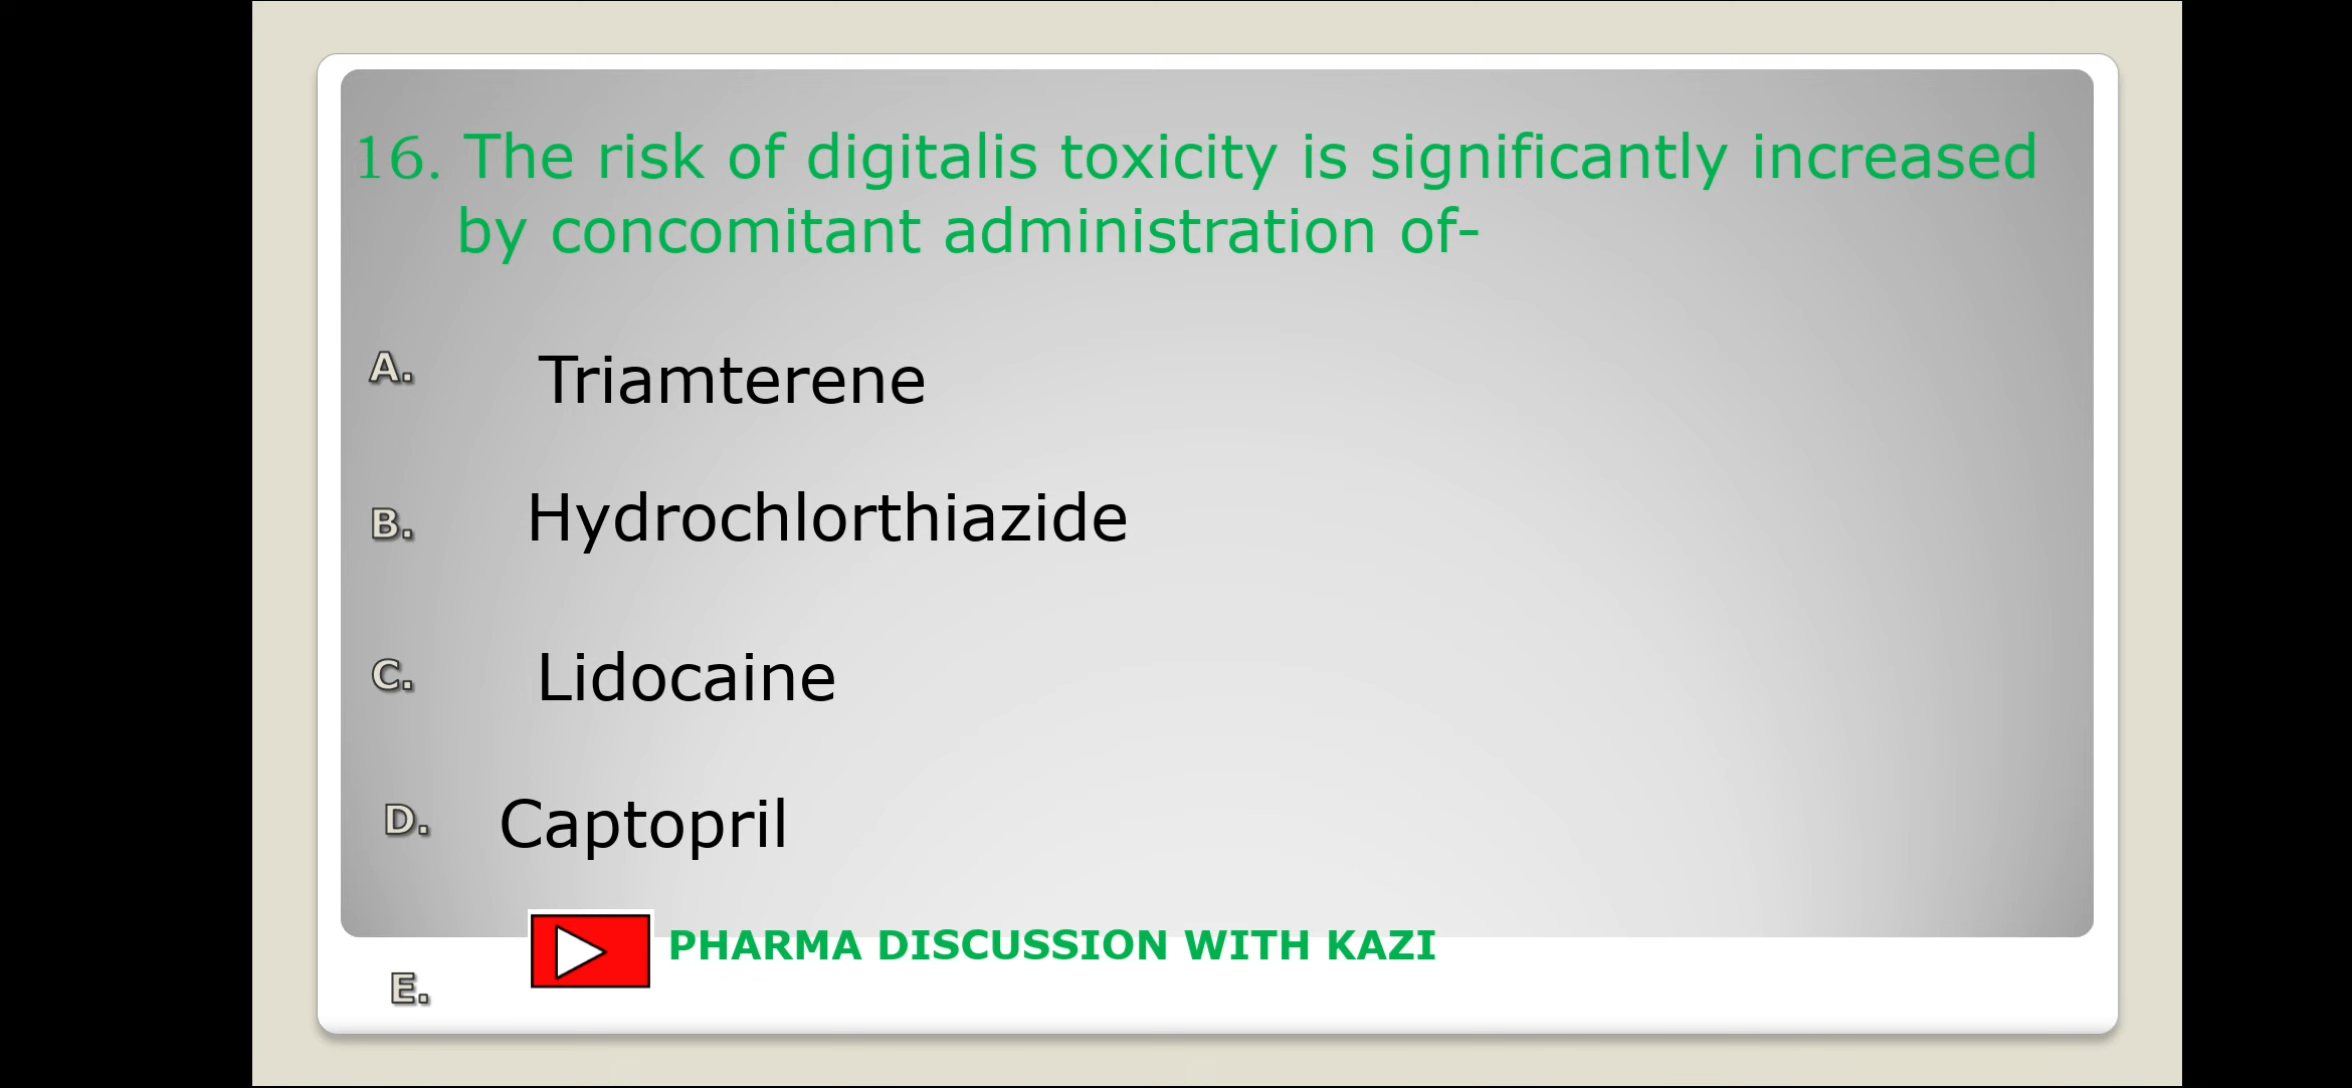 16. The risk of digitalis toxicity is significantly increased
by concomitant administration of-
A. Triamterene
B. Hydrochlorthiazide
C. Lidocaine
D. Captopril
PHARMA DISCUSSION WITH KAZI
E.